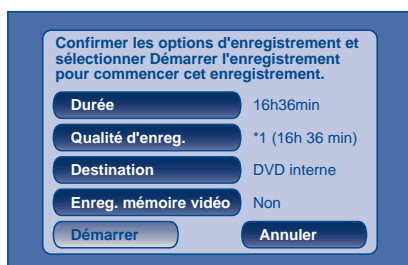 Confirmer les options d'enregistrement et
sélectionner Démarrer l'enregistrement
pour commencer cet enregistrement.
Durée 16h36min
Qualité d'enreg. *1 (16h 36 min)
Destination DVD interne
Enreg. mémoire vidéo Non
Démarrer Annuler